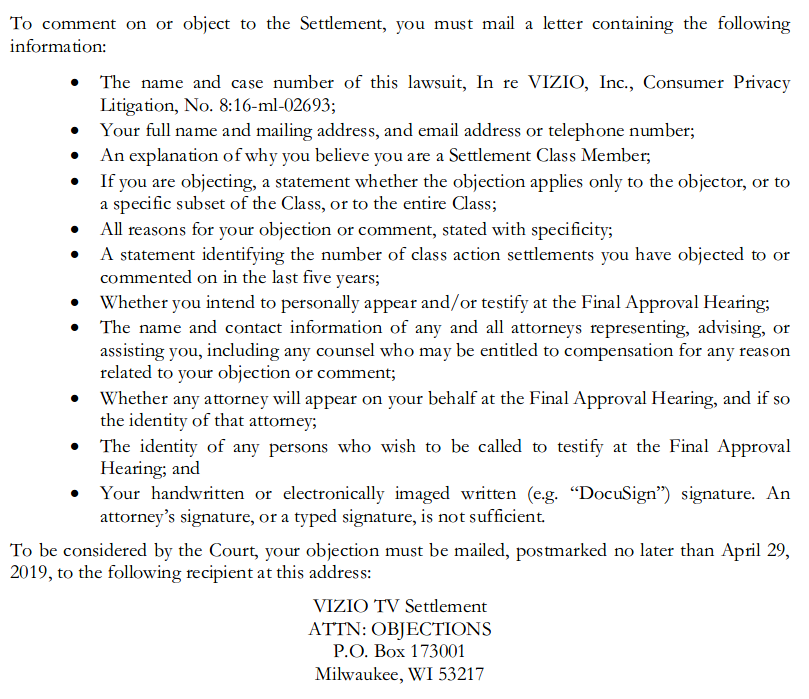 To comment on or object to the Settlement, you must mail a letter containing the following
information:
• The name and case number of this lawsuit, In re VIZIO, Inc., Consumer Privacy
Litigation, No. 8:16-ml-02693;
• Your full name and mailing address, and email address or telephone number;
• An explanation of why you believe you are a Settlement Class Member;
• If you are objecting, a statement whether the objection applies only to the objector, or to
a specific subset of the Class, or to the entire Class;
• All reasons for your objection or comment, stated with specificity;
• A statement identifying the number of class action settlements you have objected to or
commented on in the last five years;
• Whether you intend to personally appear and/or testify at the Final Approval Hearing;
• The name and contact information of any and all attorneys representing, advising, or
assisting you, including any counsel who may be entitled to compensation for any reason
related to your objection or comment;
• Whether any attorney will appear on your behalf at the Final Approval Hearing, and if so
the identity of that attorney;
• The identity of any persons who wish to be called to testify at the Final Approval
Hearing; and
• Your handwritten or electronically imaged written (e.g. “DocuSign”) signature. An
attorney’s signature, or a typed signature, is not sufficient.
To be considered by the Court, your objection must be mailed, postmarked no later than April 29,
2019, to the following recipient at this address:
VIZIO TV Settlement
ATTN: OBJECTIONS
P.O. Box 173001
Milwaukee, WI 53217